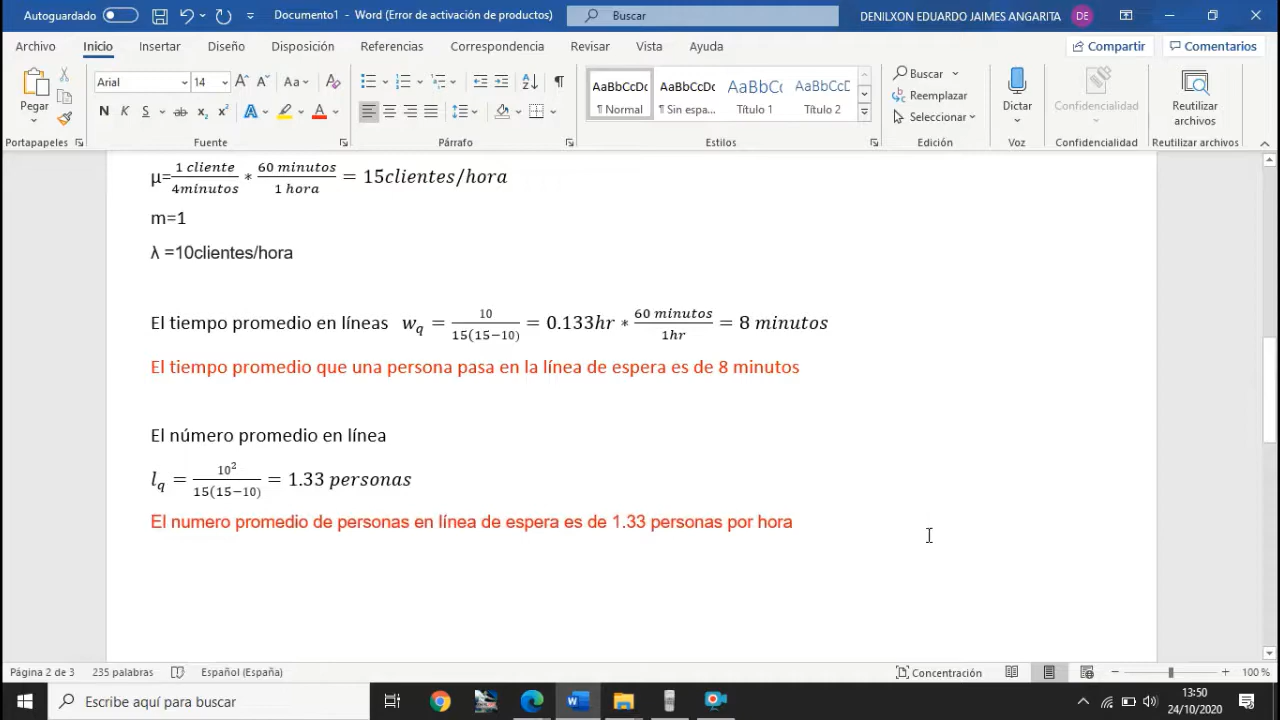 Autoguardado
Documento1 - Word (Error de activación de productos)
Buscar
DENILXON EDUARDO JAIMES ANGARITA
DE
Archivo Inicio Insertar Diseño Disposición Referencias Correspondencia Revisar Vista Ayuda
Compartir Comentarios
Pegar
Arial 14
N K S
AaBbCcDc AaBbCcDc AaBbCc AaBbCcD
¶ Normal ¶ Sin espa... Título 1 Título 2
Buscar
Reemplazar
Seleccionar
Dictar
Confidencialidad
Reutilizar archivos
Portapapeles Fuente Párrafo Estilos Edición Voz Confidencialidad Reutilizar archivos
μ=1 cliente/4minutos * 60 minutos/1 hora = 15clientes/hora
m=1
λ =10clientes/hora
El tiempo promedio en líneas w_q = 10/15(15−10) = 0.133hr * 60 minutos/1hr = 8 minutos
El tiempo promedio que una persona pasa en la línea de espera es de 8 minutos
El número promedio en línea
l_q = 10²/15(15−10) = 1.33 personas
El numero promedio de personas en línea de espera es de 1.33 personas por hora
Página 2 de 3 235 palabras Español (España) Concentración 100 %
Escribe aquí para buscar
13:50
24/10/2020